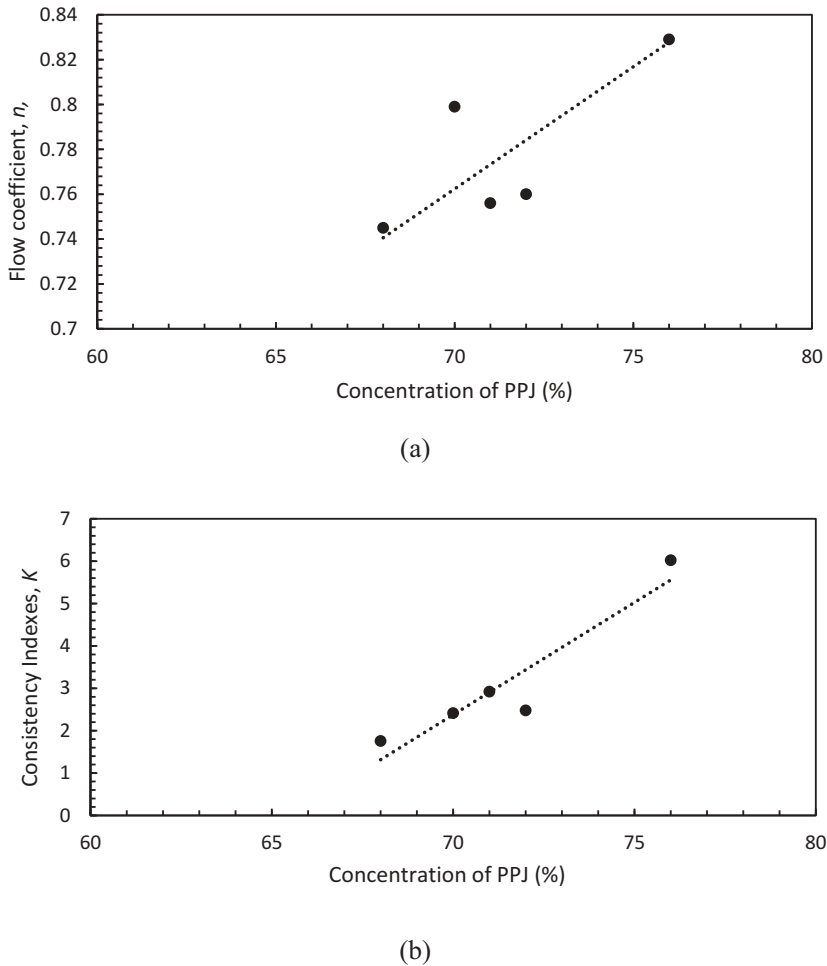 0.84
0.82
0.8
0.78
0.76
0.74
0.72
0.7
Flow coefficient, n,
60 65 70 75 80
Concentration of PPJ (%)
(a)
7
6
5
4
3
2
1
0
Consistency Indexes, K
60 65 70 75 80
Concentration of PPJ (%)
(b)